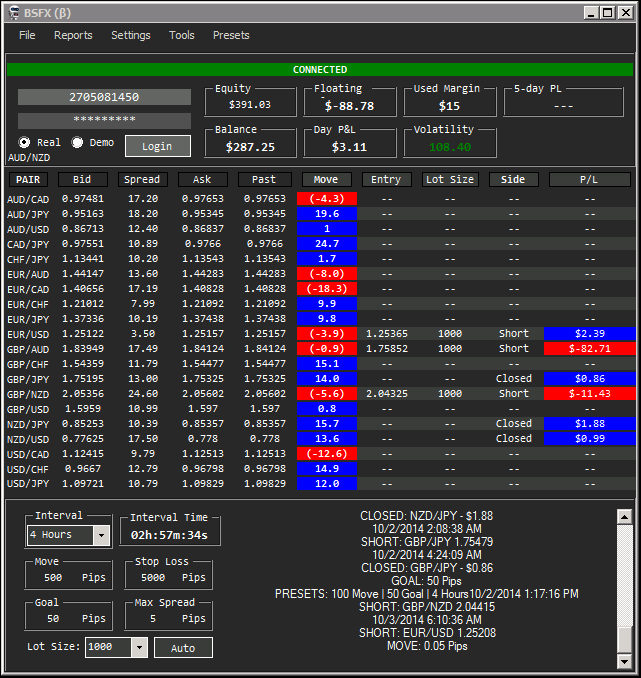 BSFX (β)
File Reports Settings Tools Presets
CONNECTED
2705081450
*********
Real Demo Login
AUD/NZD
Equity Floating Used Margin 5-day PL
$391.03 $-88.78 $15 ---
Balance Day P&L Volatility
$287.25 $3.11 108.40
PAIR Bid Spread Ask Past Move Entry Lot Size Side P/L
AUD/CAD 0.97481 17.20 0.97653 0.97653 (-4.3) -- -- -- --
AUD/JPY 0.95163 18.20 0.95345 0.95345 19.6 -- -- -- --
AUD/USD 0.86713 12.40 0.86837 0.86837 1 -- -- -- --
CAD/JPY 0.97551 10.89 0.9766 0.9766 24.7 -- -- -- --
CHF/JPY 1.13441 10.20 1.13543 1.13543 1.7 -- -- -- --
EUR/AUD 1.44147 13.60 1.44283 1.44283 (-8.0) -- -- -- --
EUR/CAD 1.40656 17.19 1.40828 1.40828 (-18.3) -- -- -- --
EUR/CHF 1.21012 7.99 1.21092 1.21092 9.9 -- -- -- --
EUR/JPY 1.37336 10.19 1.37438 1.37438 9.8 -- -- -- --
EUR/USD 1.25122 3.50 1.25157 1.25157 (-3.9) 1.25365 1000 Short $2.39
GBP/AUD 1.83949 17.49 1.84124 1.84124 (-0.9) 1.75852 1000 Short $-82.71
GBP/CHF 1.54359 11.79 1.54477 1.54477 15.1 -- -- -- --
GBP/JPY 1.75195 13.00 1.75325 1.75325 14.0 -- -- Closed $0.86
GBP/NZD 2.05356 24.60 2.05602 2.05602 (-5.6) 2.04325 1000 Short $-11.43
GBP/USD 1.5959 10.99 1.597 1.597 0.8 -- -- -- --
NZD/JPY 0.85253 10.39 0.85357 0.85357 15.7 -- -- Closed $1.88
NZD/USD 0.77625 17.50 0.778 0.778 13.6 -- -- Closed $0.99
USD/CAD 1.12415 9.79 1.12513 1.12513 (-12.6) -- -- -- --
USD/CHF 0.9667 12.79 0.96798 0.96798 14.9 -- -- -- --
USD/JPY 1.09721 10.79 1.09829 1.09829 12.0 -- -- -- --
Interval Interval Time
4 Hours 02h:57m:34s
Move Stop Loss
500 Pips 5000 Pips
Goal Max Spread
50 Pips 5 Pips
Lot Size: 1000 Auto
CLOSED: NZD/JPY - $1.88
10/2/2014 2:08:38 AM
SHORT: GBP/JPY 1.75479
10/2/2014 4:24:09 AM
CLOSED: GBP/JPY - $0.86
GOAL: 50 Pips
PRESETS: 100 Move | 50 Goal | 4 Hours10/2/2014 1:17:16 PM
SHORT: GBP/NZD 2.04415
10/3/2014 6:10:36 AM
SHORT: EUR/USD 1.25208
MOVE: 0.05 Pips